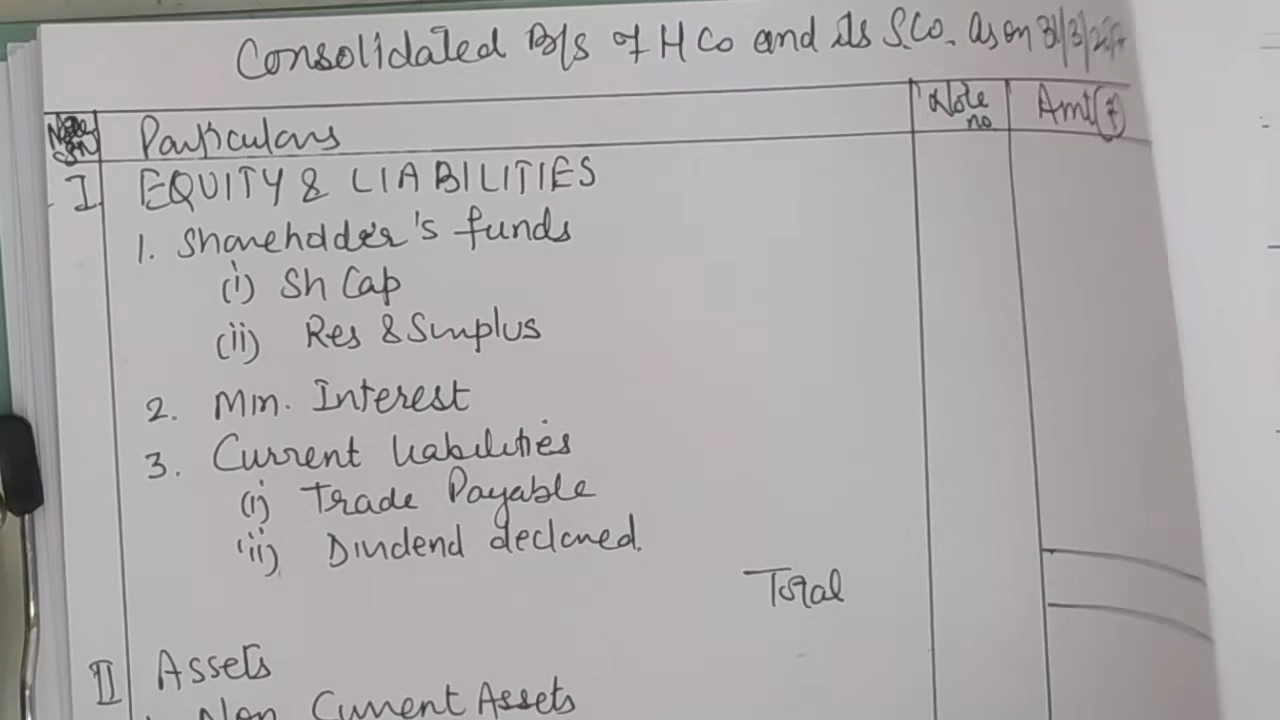 Consolidated B/s of H Co and its S.Co. as on 31/3/
SN Particulars Note no Amt(₹)
I EQUITY & LIABILITIES
1. Shareholder's funds
(i) Sh Cap
(ii) Res & Surplus
2. Min. Interest
3. Current liabilities
(i) Trade Payable
(ii) Dividend declared.
Total
II Assets
1. Non Current Assets